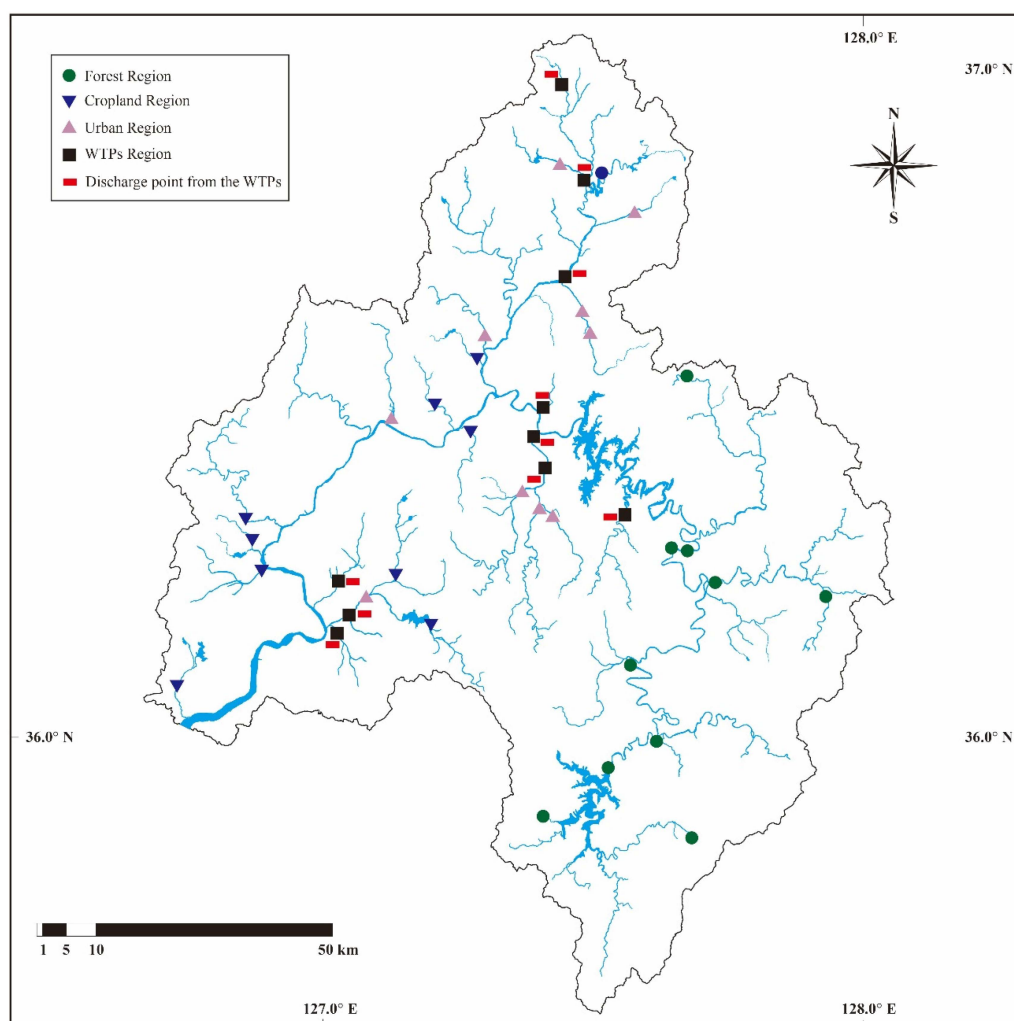 128.0° E
37.0° N
Forest Region
Cropland Region
Urban Region
WTPs Region
Discharge point from the WTPs
N
S
36.0° N
36.0° N
1 5 10 50 km
127.0° E
128.0° E